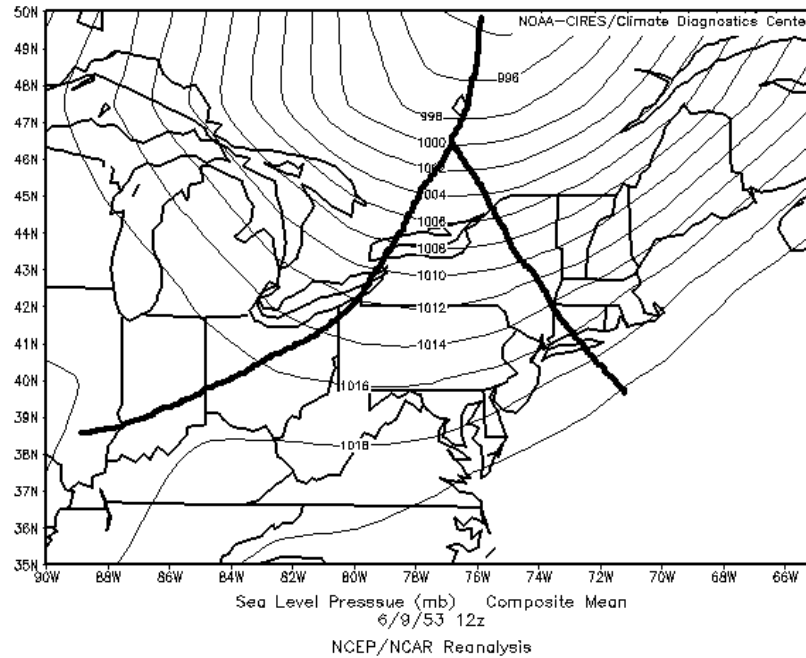 NOAA-CIRES/Climate Diagnostics Cente
50N
49N
48N
47N
46N
45N
44N
43N
42N
41N
40N
39N
38N
37N
36N
35N
996
998
1000
1002
1004
1006
1008
1010
1012
1014
1016
1018
90W 88W 86W 84W 82W 80W 78W 76W 74W 72W 70W 68W 66W
Sea Level Presssue (mb) Composite Mean
6/9/53 12z
NCEP/NCAR Reanalysis